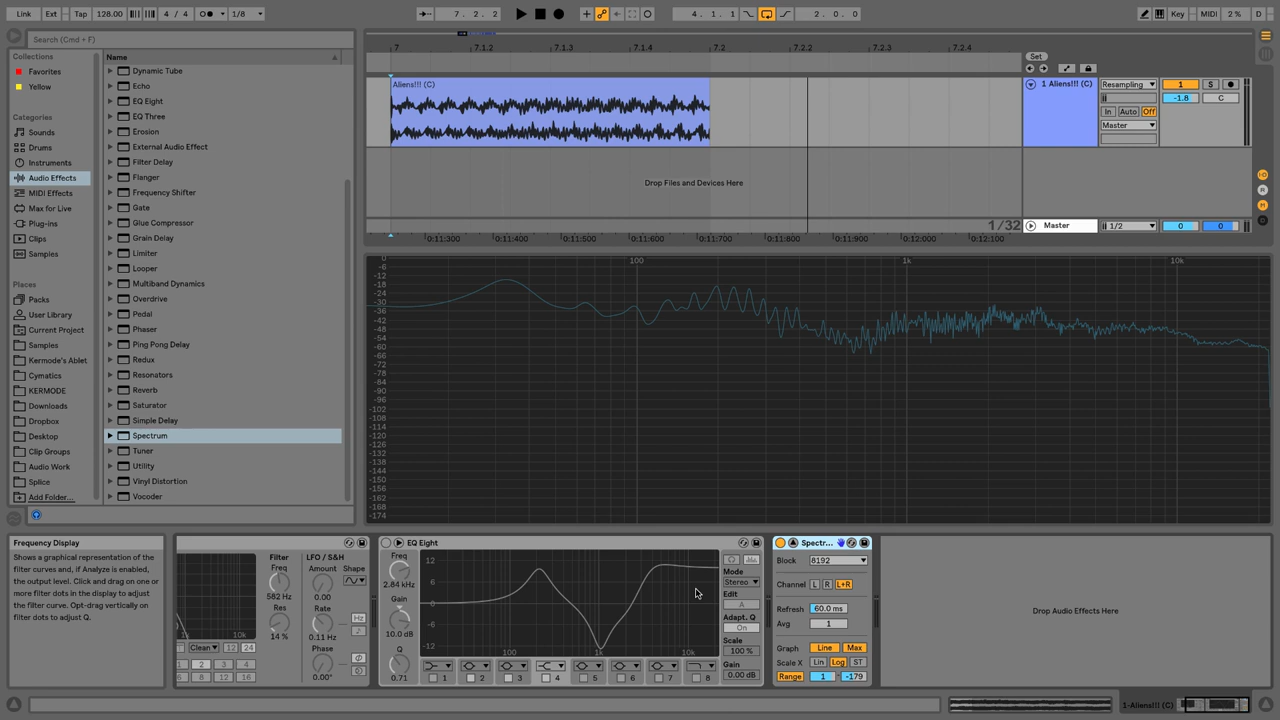 Link Ext Tap 128.00 4 / 4 1/8 7. 2. 2 4. 1. 1 2. 0. 0 Key MIDI 2 % D
Search (Cmd + F)
Collections
Favorites
Yellow
Categories
Sounds
Drums
Instruments
Audio Effects
MIDI Effects
Max for Live
Plug-ins
Clips
Samples
Places
Packs
User Library
Current Project
Samples
Kermode's Ablet
Cymatics
KERMODE
Downloads
Dropbox
Desktop
Clip Groups
Audio Work
Splice
Add Folder...
Name
Dynamic Tube
Echo
EQ Eight
EQ Three
Erosion
External Audio Effect
Filter Delay
Flanger
Frequency Shifter
Gate
Glue Compressor
Grain Delay
Limiter
Looper
Multiband Dynamics
Overdrive
Pedal
Phaser
Ping Pong Delay
Redux
Resonators
Reverb
Saturator
Simple Delay
Spectrum
Tuner
Utility
Vinyl Distortion
Vocoder
7 7.1.2 7.1.3 7.1.4 7.2 7.2.2 7.2.3 7.2.4
Set
Aliens!!! (C)
1 Aliens!!! (C) Resampling 1 S
-1.8 C
In Auto Off
Master
Drop Files and Devices Here
1/32 Master 1/2 0 0
0:11:300 0:11:400 0:11:500 0:11:600 0:11:700 0:11:800 0:11:900 0:12:000 0:12:100
H
D
100 1k 10k
0
-6
-12
-18
-24
-30
-36
-42
-48
-54
-60
-66
-72
-78
-84
-90
-96
-102
-108
-114
-120
-126
-132
-138
-144
-150
-156
-162
-168
-174
Frequency Display
Shows a graphical representation of the
filter curves and, if Analyze is enabled,
the output level. Click and drag on one or
more filter dots in the display to adjust
the filter curve. Opt-drag vertically on
filter dots to adjust Q.
Filter LFO / S&H
Freq Amount Shape
582 Hz 0.00
Res Rate
14 % 0.11 Hz Hz
Phase
0.00°
10k
Clean 12 24
1 2 3 4
EQ Eight
Freq
2.84 kHz
Gain
10.0 dB
Q
0.71
12
6
0
-6
-12
100 1k 10k
1 2 3 4 5 6 7 8
Mode
Stereo
Edit
A
Adapt. Q
On
Scale
100 %
Gain
0.00 dB
Spectr...
Block 8192
Channel L R L+R
Refresh 60.0 ms
Avg 1
Graph Line Max
Scale X Lin Log ST
Range 1 -179
Drop Audio Effects Here
1-Aliens!!! (C)